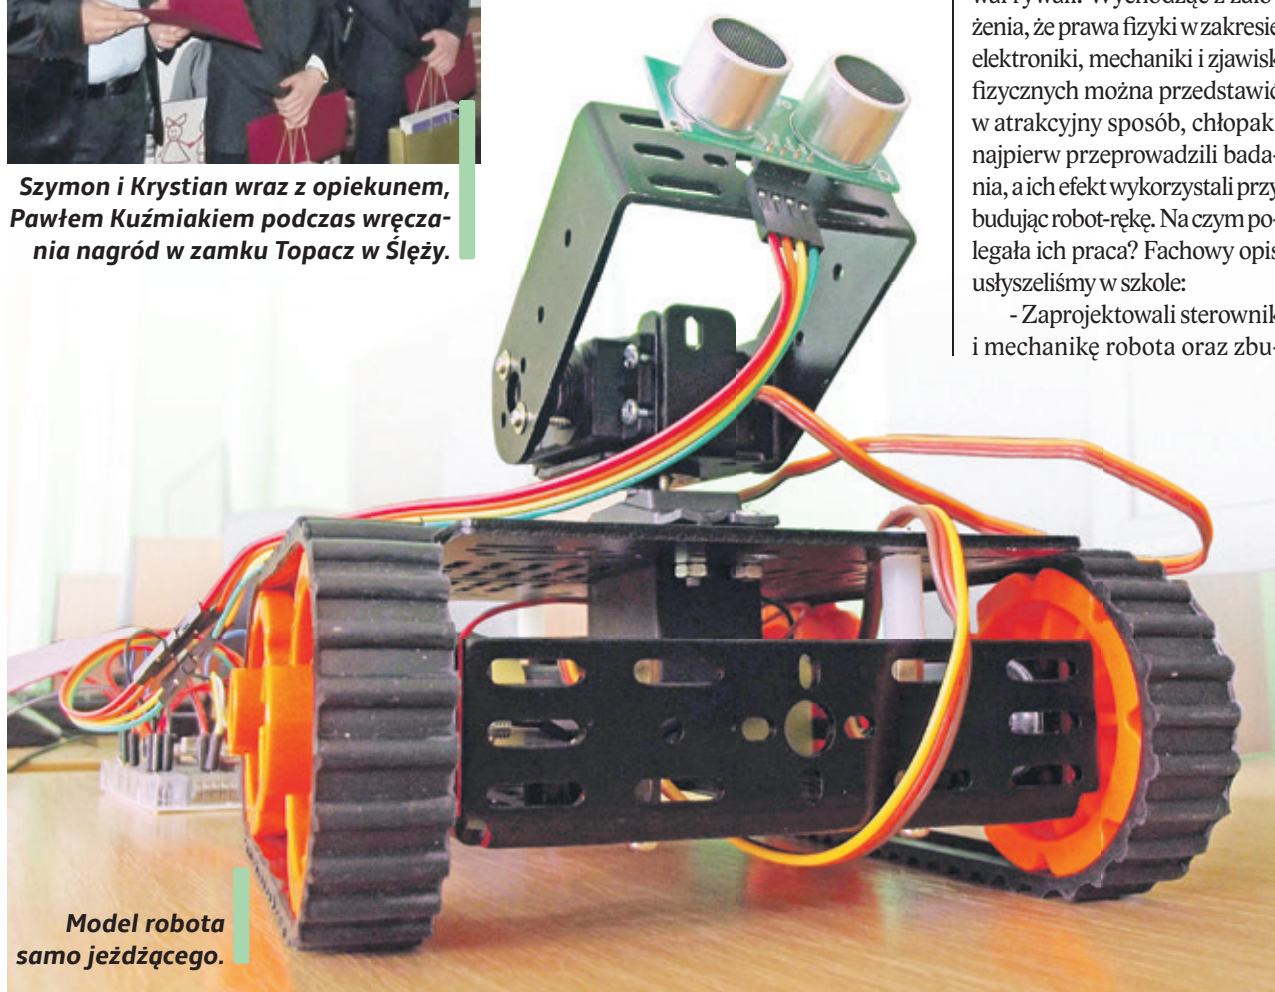 Szymon i Krystian wraz z opiekunem,
Pawłem Kuźmiakiem podczas wręcza-
nia nagród w zamku Topacz w Ślęży.
żenia, że prawa fizyki w zakresie
elektroniki, mechaniki i zjawisk
fizycznych można przedstawić
w atrakcyjny sposób, chłopaki
najpierw przeprowadzili bada-
nia, a ich efekt wykorzystali przy
budując robot-rękę. Na czym po-
legała ich praca? Fachowy opis
usłyszeliśmy w szkole:
- Zaprojektowali sterownik
i mechanikę robota oraz zbu-
Model robota
samo jeżdżącego.